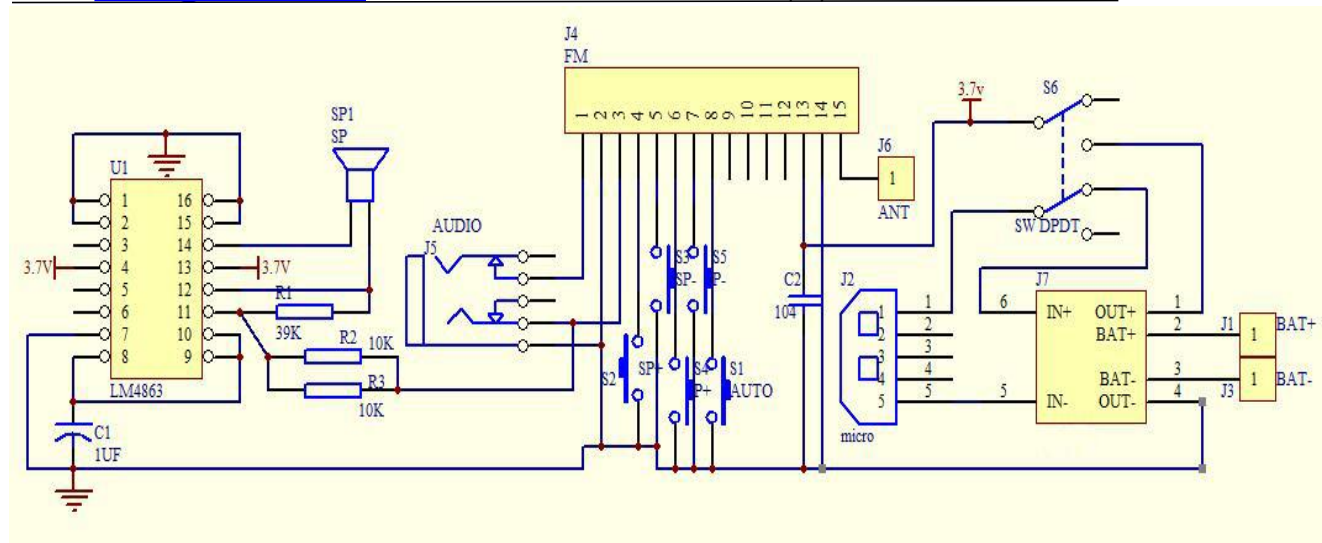 J4
FM
1 2 3 4 5 6 7 8 9 10 11 12 13 14 15
3.7v
S6
J6
1
ANT
SW DPDT
SP1
SP
U1
1 16
2 15
3 14
3.7V 4 13 3.7V
5 12
6 11
7 10
8 9
LM4863
R1
39K
R2 10K
R3
10K
C1
1UF
AUDIO
J5
S3
SP-
S5
P-
S2
SP+
S4
P+
S1
AUTO
C2
104
J2
1 1
2 2
3 3
4 4
5 5
micro
J7
6 IN+ OUT+ 1
BAT+ 2
BAT- 3
5 IN- OUT- 4
J1 1 BAT+
J3 1 BAT-